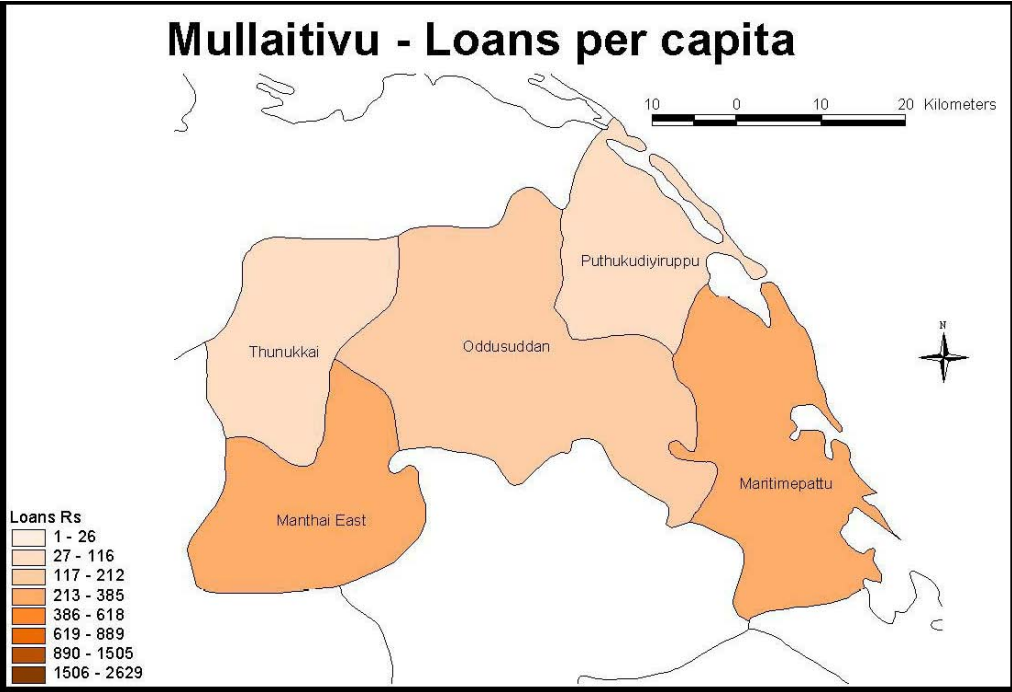 Mullaitivu - Loans per capita
10 0 10 20 Kilometers
Puthukudiyiruppu
N
Thunukkai
Oddusuddan
Maritimepattu
Manthai East
Loans Rs
1 - 26
27 - 116
117 - 212
213 - 385
386 - 618
619 - 889
890 - 1505
1506 - 2629